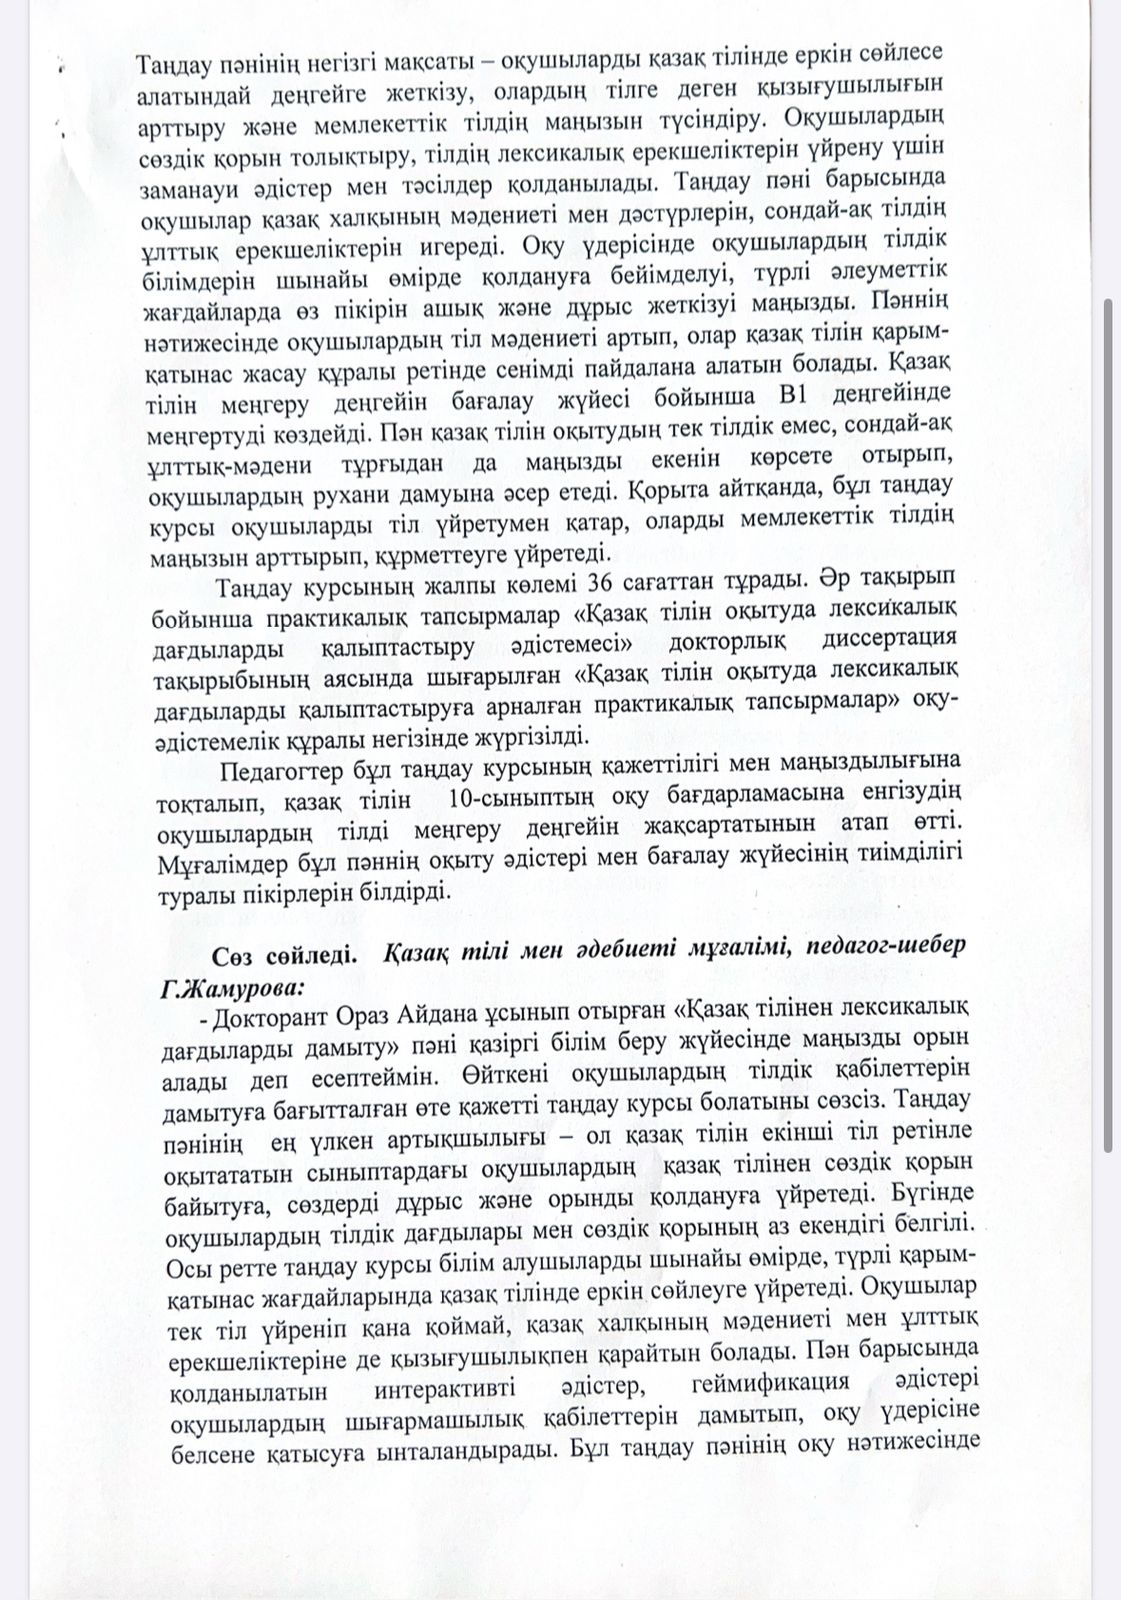 Таңдау пәнінің негізгі мақсаты – оқушыларды қазақ тілінде еркін сөйлесе
алатындай деңгейге жеткізу, олардың тілге деген қызығушылығын
арттыру және мемлекеттік тілдің маңызын түсіндіру. Оқушылардың
сөздік қорын толықтыру, тілдің лексикалық ерекшеліктерін үйрену үшін
заманауи әдістер мен тәсілдер қолданылады. Таңдау пәні барысында
оқушылар қазақ халқының мәдениеті мен дәстүрлерін, сондай-ақ тілдің
ұлттық ерекшеліктерін игереді. Оқу үдерісінде оқушылардың тілдік
білімдерін шынайы өмірде қолдануға бейімделуі, түрлі әлеуметтік
жағдайларда өз пікірін ашық және дұрыс жеткізуі маңызды. Пәннің
нәтижесінде оқушылардың тіл мәдениеті артып, олар қазақ тілін қарым-
қатынас жасау құралы ретінде сенімді пайдалана алатын болады. Қазақ
тілін меңгеру деңгейін бағалау жүйесі бойынша В1 деңгейінде
меңгертуді көздейді. Пән қазақ тілін оқытудың тек тілдік емес, сондай-ақ
ұлттық-мәдени тұрғыдан да маңызды екенін көрсете отырып,
оқушылардың рухани дамуына әсер етеді. Қорыта айтқанда, бұл таңдау
курсы оқушыларды тіл үйретумен қатар, оларды мемлекеттік тілдің
маңызын арттырып, құрметтеуге үйретеді.
Таңдау курсының жалпы көлемі 36 сағаттан тұрады. Әр тақырып
бойынша практикалық тапсырмалар «Қазақ тілін оқытуда лексикалық
дағдыларды қалыптастыру әдістемесі» докторлық диссертация
тақырыбының аясында шығарылған «Қазақ тілін оқытуда лексикалық
дағдыларды қалыптастыруға арналған практикалық тапсырмалар» оқу-
әдістемелік құралы негізінде жүргізілді.
Педагогтер бұл таңдау курсының қажеттілігі мен маңыздылығына
тоқталып, қазақ тілін 10-сыныптың оқу бағдарламасына енгізудің
оқушылардың тілді меңгеру деңгейін жақсартатынын атап өтті.
Мұғалімдер бұл пәннің оқыту әдістері мен бағалау жүйесінің тиімділігі
туралы пікірлерін білдірді.
Сөз сөйледі. Қазақ тілі мен әдебиеті мұғалімі, педагог-шебер
Г.Жамурова:
- Докторант Ораз Айдана ұсынып отырған «Қазақ тілінен лексикалық
дағдыларды дамыту» пәні қазіргі білім беру жүйесінде маңызды орын
алады деп есептеймін. Өйткені оқушылардың тілдік қабілеттерін
дамытуға бағытталған өте қажетті таңдау курсы болатыны сөзсіз. Таңдау
пәнінің ең үлкен артықшылығы – ол қазақ тілін екінші тіл ретінле
оқытататын сыныптардағы оқушылардың қазақ тілінен сөздік қорын
байытуға, сөздерді дұрыс және орынды қолдануға үйретеді. Бүгінде
оқушылардың тілдік дағдылары мен сөздік қорының аз екендігі белгілі.
Осы ретте таңдау курсы білім алушыларды шынайы өмірде, түрлі қарым-
қатынас жағдайларында қазақ тілінде еркін сөйлеуге үйретеді. Оқушылар
тек тіл үйреніп қана қоймай, қазақ халқының мәдениеті мен ұлттық
ерекшеліктеріне де қызығушылықпен қарайтын болады. Пән барысында
қолданылатын интерактивті әдістер, геймификация әдістері
оқушылардың шығармашылық қабілеттерін дамытып, оқу үдерісіне
белсене қатысуға ынталандырады. Бұл таңдау пәнінің оқу нәтижесінде